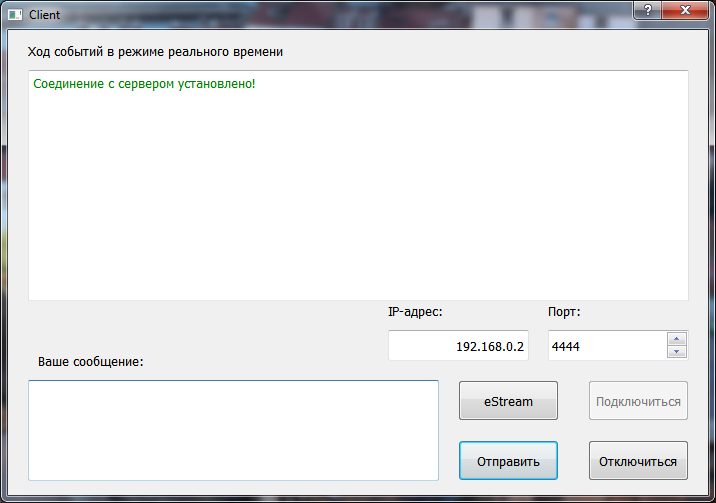 Client
Ход событий в режиме реального времени
Соединение с сервером установлено!
IP-адрес:
Порт:
192.168.0.2
4444
Ваше сообщение:
eStream
Подключиться
Отправить
Отключиться